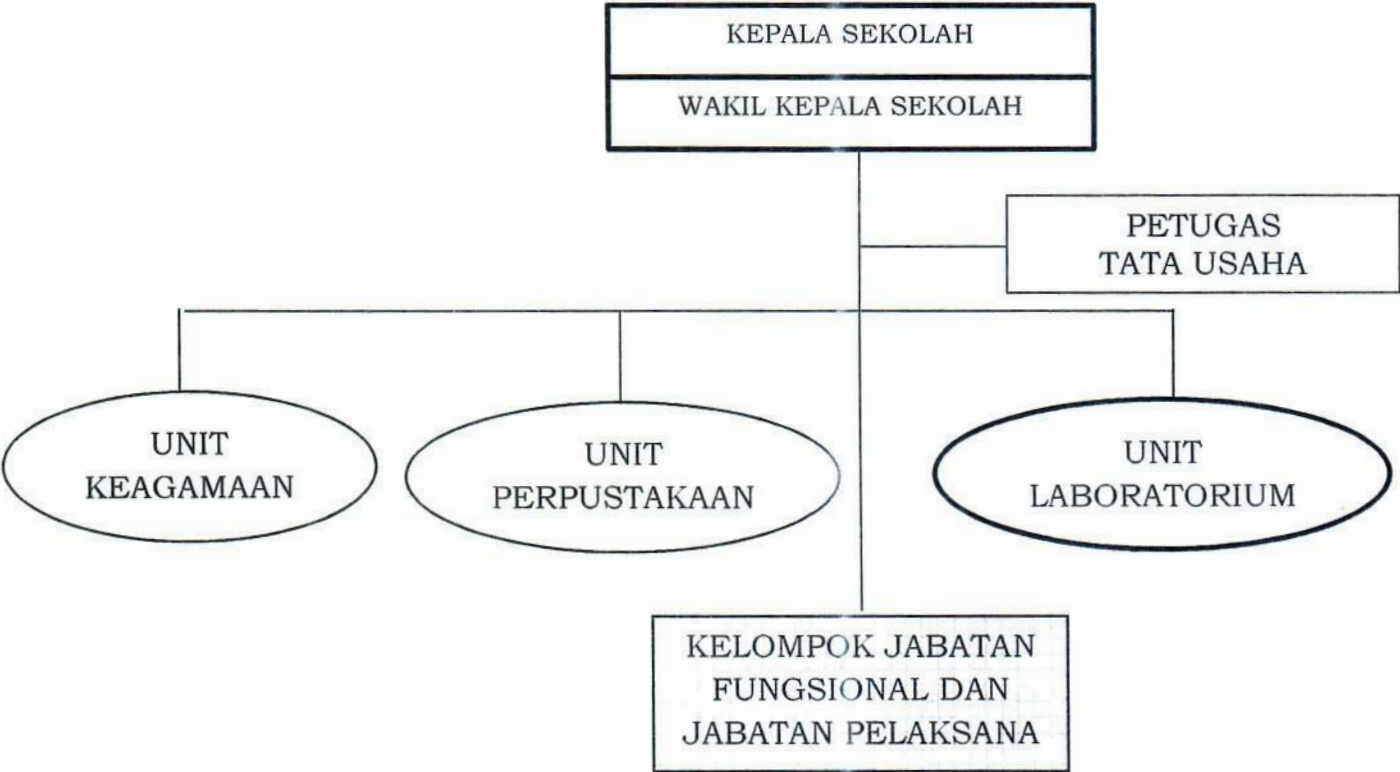 KEPALA SEKOLAH
WAKIL KEPALA SEKOLAH
PETUGAS
TATA USAHA
UNIT
KEAGAMAAN
UNIT
PERPUSTAKAAN
UNIT
LABORATORIUM
KELOMPOK JABATAN
FUNGSIONAL DAN
JABATAN PELAKSANA